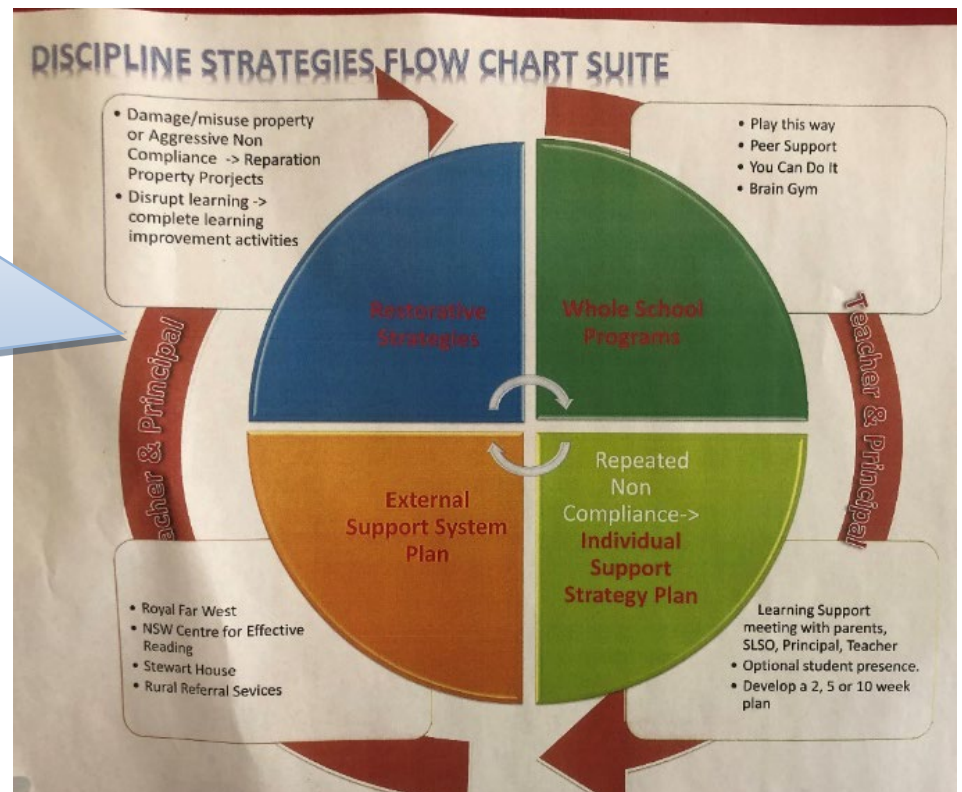 DISCIPLINE STRATEGIES FLOW CHART SUITE
• Damage/misuse property
or Aggressive Non
Compliance -> Reparation
Property Prorjects
• Disrupt learning ->
complete learning
improvement activities
• Play this way
• Peer Support
• You Can Do It
• Brain Gym
Restorative
Strategies
Whole School
Programs
Teacher & Principal
acher & Principal
External
Support System
Plan
Repeated
Non
Compliance->
Individual
Support
Strategy Plan
• Royal Far West
• NSW Centre for Effective
Reading
• Stewart House
• Rural Referral Sevices
Learning Support
meeting with parents,
SLSO, Principal, Teacher
• Optional student presence.
• Develop a 2, 5 or 10 week
plan